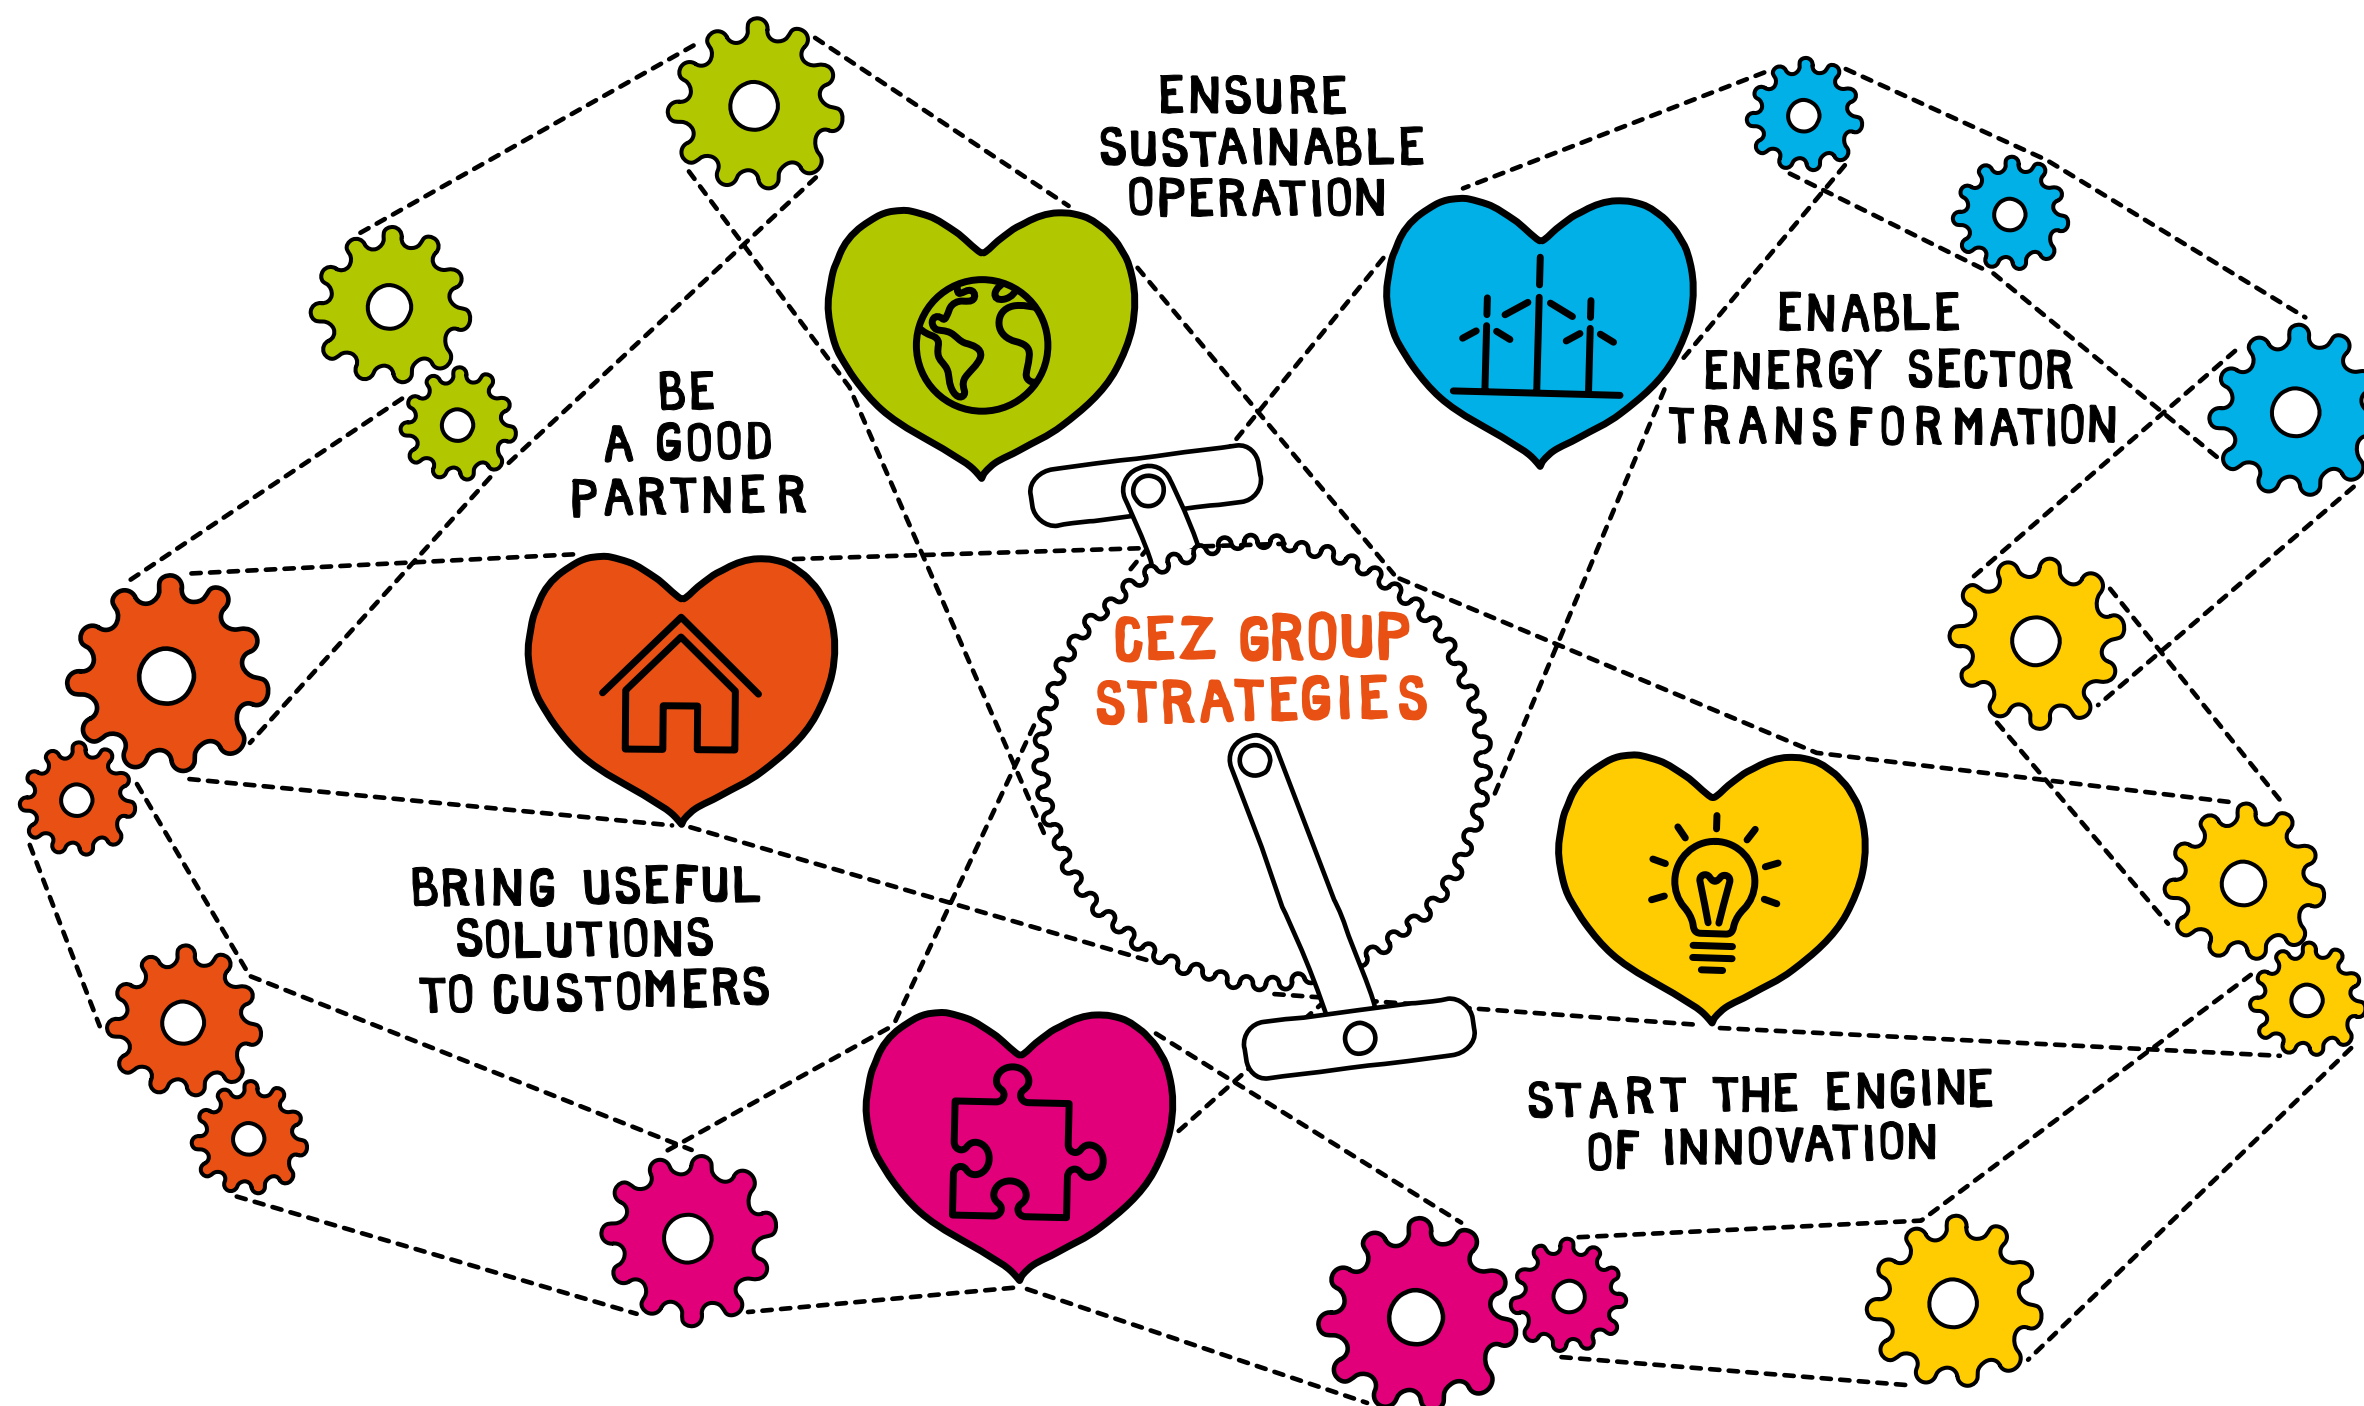 ENSURE
SUSTAINABLE
OPERATION
ENABLE
ENERGY SECTOR
TRANSFORMATION
BE
A GOOD
PARTNER
CEZ GROUP
STRATEGIES
BRING USEFUL
SOLUTIONS
TO CUSTOMERS
START THE ENGINE
OF INNOVATION